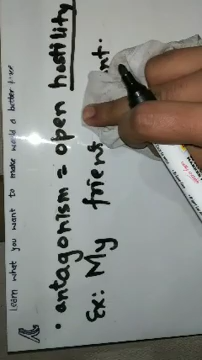 Learn what you want to make world a better place
• antagonism = open hostility
Ex: My friend